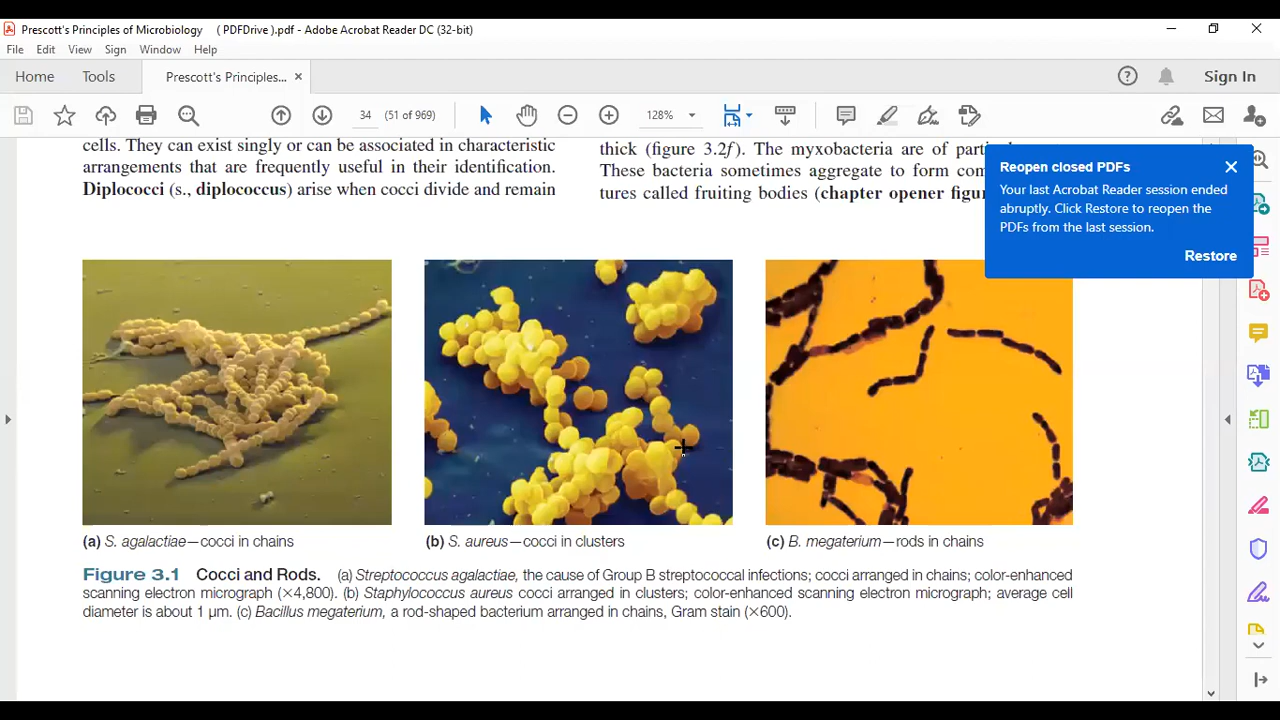 Prescott's Principles of Microbiology ( PDFDrive ).pdf - Adobe Acrobat Reader DC (32-bit)
File Edit View Sign Window Help
Home Tools Prescott's Principles... × Sign In
34 (51 of 969) 128%
cells. They can exist singly or can be associated in characteristic
arrangements that are frequently useful in their identification.
Diplococci (s., diplococcus) arise when cocci divide and remain
thick (figure 3.2f). The myxobacteria are of
These bacteria sometimes aggregate to form
tures called fruiting bodies (chapter opener
Reopen closed PDFs
Your last Acrobat Reader session ended
abruptly. Click Restore to reopen the
PDFs from the last session.
Restore
(a) S. agalactiae—cocci in chains
(b) S. aureus—cocci in clusters
(c) B. megaterium—rods in chains
Figure 3.1 Cocci and Rods. (a) Streptococcus agalactiae, the cause of Group B streptococcal infections; cocci arranged in chains; color-enhanced
scanning electron micrograph (×4,800). (b) Staphylococcus aureus cocci arranged in clusters; color-enhanced scanning electron micrograph; average cell
diameter is about 1 μm. (c) Bacillus megaterium, a rod-shaped bacterium arranged in chains, Gram stain (×600).